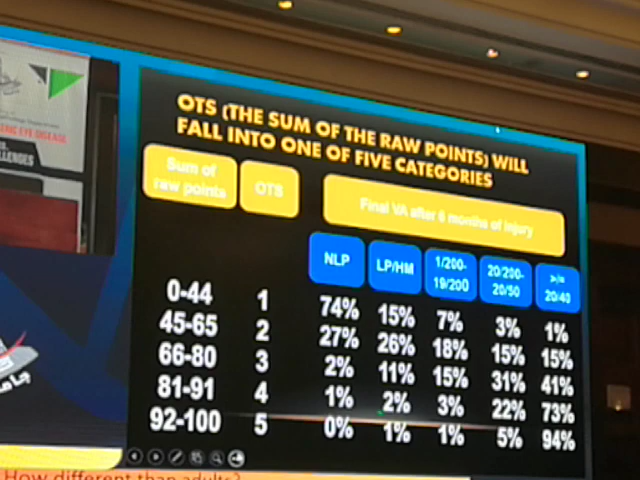 OTS (THE SUM OF THE RAW POINTS) WILL
FALL INTO ONE OF FIVE CATEGORIES
Sum of raw points OTS Final VA after 6 months of injury
NLP LP/HM 1/200-19/200 20/200-20/50 >/= 20/40
0-44 1 74% 15% 7% 3% 1%
45-65 2 27% 26% 18% 15% 15%
66-80 3 2% 11% 15% 31% 41%
81-91 4 1% 2% 3% 22% 73%
92-100 5 0% 1% 1% 5% 94%
EYE DISEASE
How different than adults?